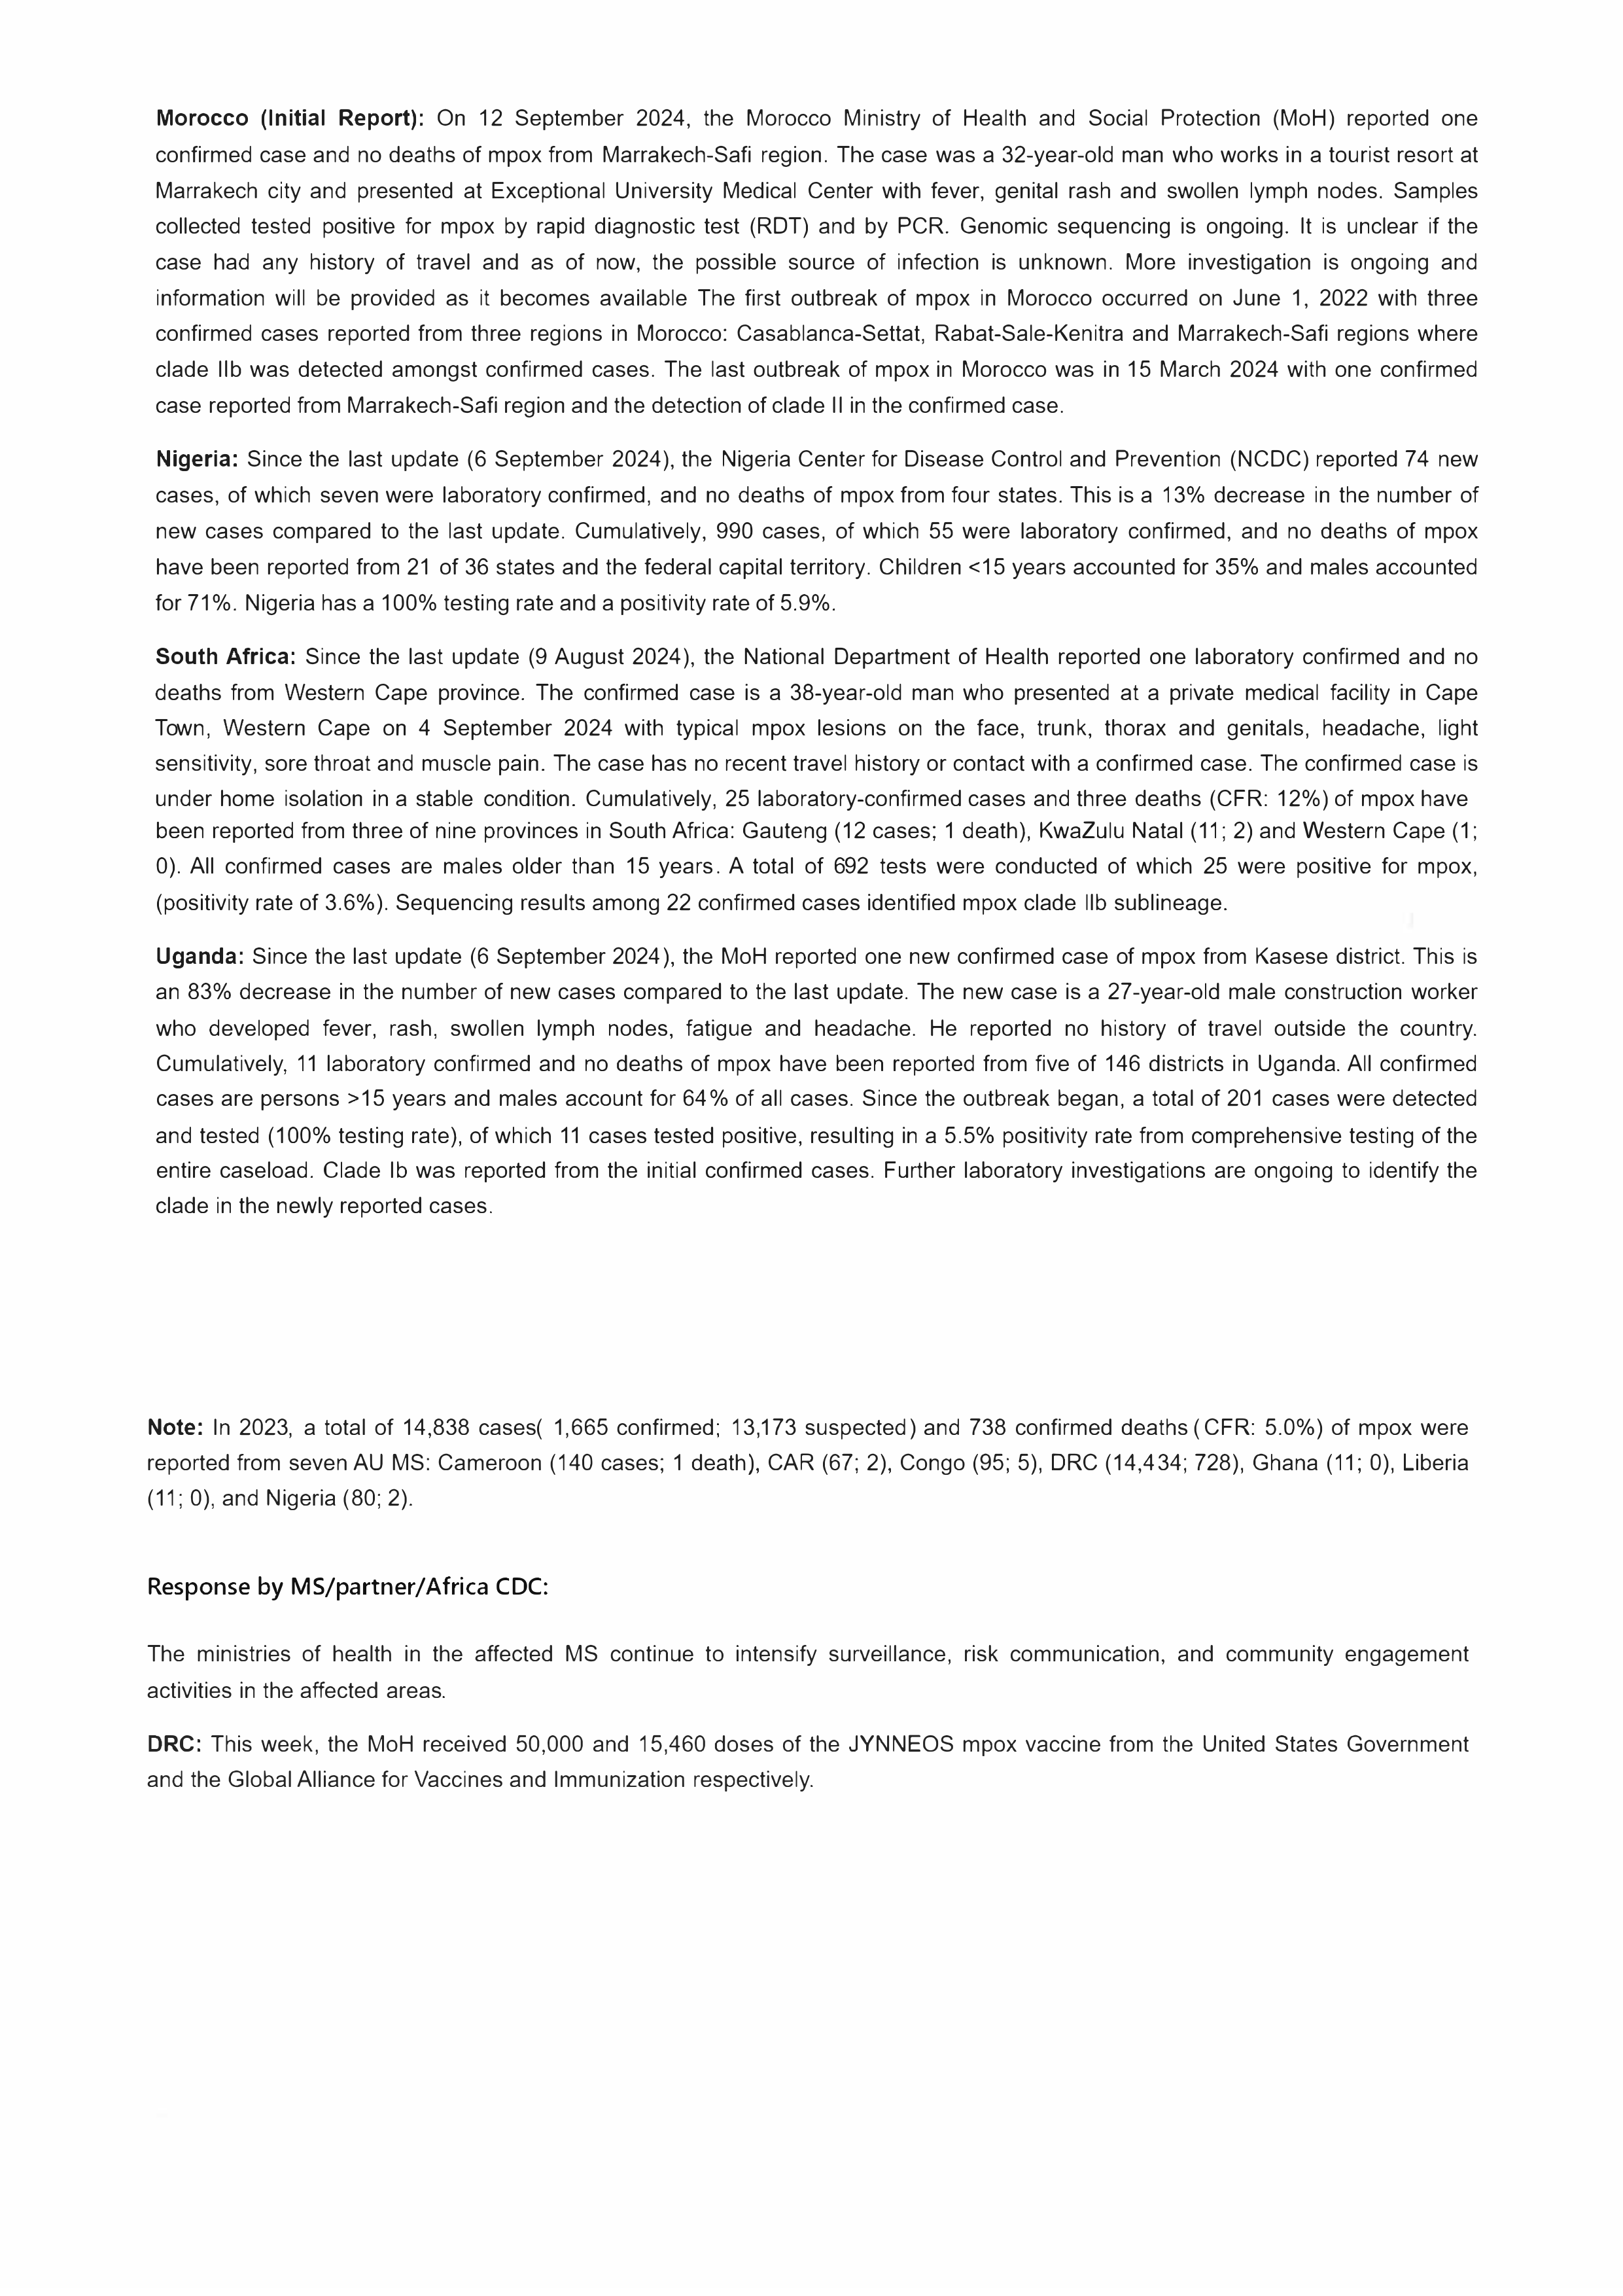 Morocco (Initial Report): On 12 September 2024, the Morocco Ministry of Health and Social Protection (MoH) reported one
confirmed case and no deaths of mpox from Marrakech-Safi region. The case was a 32-year-old man who works in a tourist resort at
Marrakech city and presented at Exceptional University Medical Center with fever, genital rash and swollen lymph nodes. Samples
collected tested positive for mpox by rapid diagnostic test (RDT) and by PCR. Genomic sequencing is ongoing. It is unclear if the
case had any history of travel and as of now, the possible source of infection is unknown. More investigation is ongoing and
information will be provided as it becomes available The first outbreak of mpox in Morocco occurred on June 1, 2022 with three
confirmed cases reported from three regions in Morocco: Casablanca-Settat, Rabat-Sale-Kenitra and Marrakech-Safi regions where
clade IIb was detected amongst confirmed cases. The last outbreak of mpox in Morocco was in 15 March 2024 with one confirmed
case reported from Marrakech-Safi region and the detection of clade II in the confirmed case.
Nigeria: Since the last update (6 September 2024), the Nigeria Center for Disease Control and Prevention (NCDC) reported 74 new
cases, of which seven were laboratory confirmed, and no deaths of mpox from four states. This is a 13% decrease in the number of
new cases compared to the last update. Cumulatively, 990 cases, of which 55 were laboratory confirmed, and no deaths of mpox
have been reported from 21 of 36 states and the federal capital territory. Children <15 years accounted for 35% and males accounted
for 71%. Nigeria has a 100% testing rate and a positivity rate of 5.9%.
South Africa: Since the last update (9 August 2024), the National Department of Health reported one laboratory confirmed and no
deaths from Western Cape province. The confirmed case is a 38-year-old man who presented at a private medical facility in Cape
Town, Western Cape on 4 September 2024 with typical mpox lesions on the face, trunk, thorax and genitals, headache, light
sensitivity, sore throat and muscle pain. The case has no recent travel history or contact with a confirmed case. The confirmed case is
under home isolation in a stable condition. Cumulatively, 25 laboratory-confirmed cases and three deaths (CFR: 12%) of mpox have
been reported from three of nine provinces in South Africa: Gauteng (12 cases; 1 death), KwaZulu Natal (11; 2) and Western Cape (1;
0). All confirmed cases are males older than 15 years. A total of 692 tests were conducted of which 25 were positive for mpox,
(positivity rate of 3.6%). Sequencing results among 22 confirmed cases identified mpox clade IIb sublineage.
Uganda: Since the last update (6 September 2024), the MoH reported one new confirmed case of mpox from Kasese district. This is
an 83% decrease in the number of new cases compared to the last update. The new case is a 27-year-old male construction worker
who developed fever, rash, swollen lymph nodes, fatigue and headache. He reported no history of travel outside the country.
Cumulatively, 11 laboratory confirmed and no deaths of mpox have been reported from five of 146 districts in Uganda. All confirmed
cases are persons >15 years and males account for 64% of all cases. Since the outbreak began, a total of 201 cases were detected
and tested (100% testing rate), of which 11 cases tested positive, resulting in a 5.5% positivity rate from comprehensive testing of the
entire caseload. Clade Ib was reported from the initial confirmed cases. Further laboratory investigations are ongoing to identify the
clade in the newly reported cases.
Note: In 2023, a total of 14,838 cases( 1,665 confirmed; 13,173 suspected) and 738 confirmed deaths (CFR: 5.0%) of mpox were
reported from seven AU MS: Cameroon (140 cases; 1 death), CAR (67; 2), Congo (95; 5), DRC (14,434; 728), Ghana (11; 0), Liberia
(11; 0), and Nigeria (80; 2).
Response by MS/partner/Africa CDC:
The ministries of health in the affected MS continue to intensify surveillance, risk communication, and community engagement
activities in the affected areas.
DRC: This week, the MoH received 50,000 and 15,460 doses of the JYNNEOS mpox vaccine from the United States Government
and the Global Alliance for Vaccines and Immunization respectively.